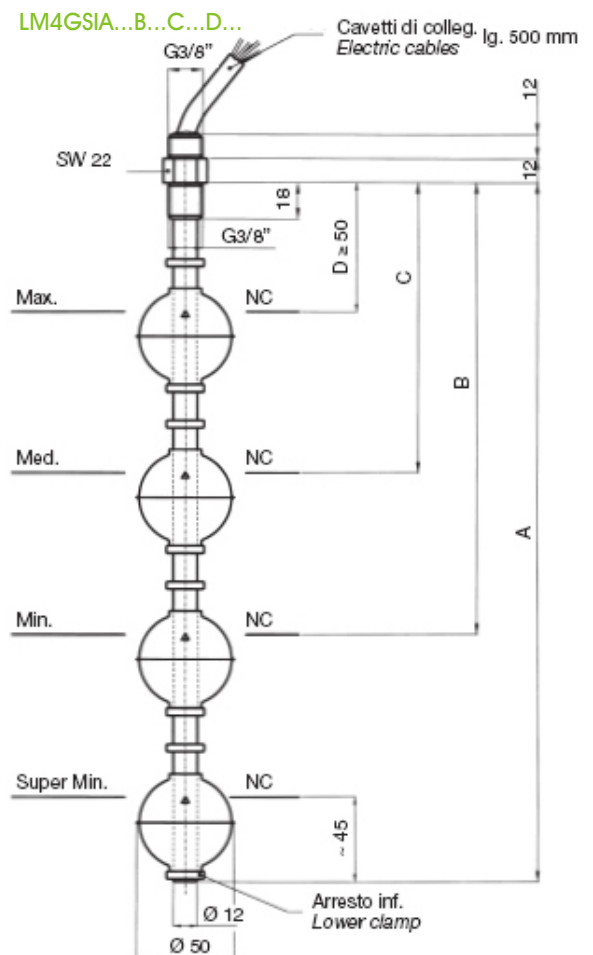 LM4GSIA...B...C...D...
Cavetti di colleg. lg. 500 mm
Electric cables
G3/8"
12
SW 22
12
18
G3/8"
D ≥ 50
C
B
A
Max.
NC
Med.
NC
Min.
NC
Super Min.
NC
~ 45
Arresto inf.
Lower clamp
Ø 12
Ø 50